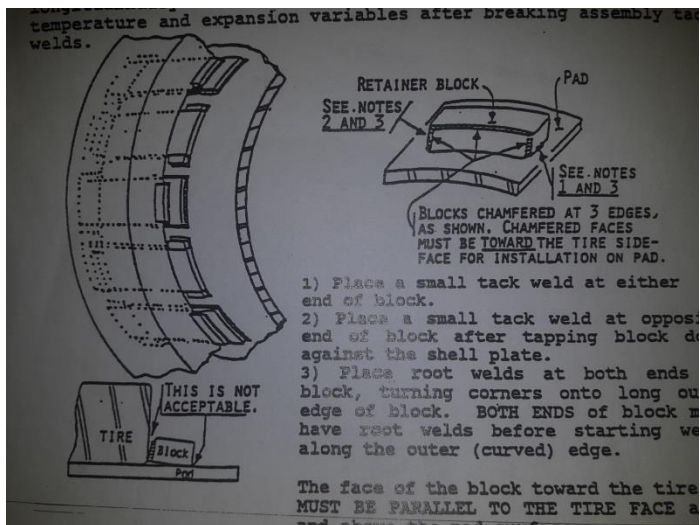 temperature and expansion variables after breaking assembly
welds.
RETAINER BLOCK
PAD
SEE NOTES
2 AND 3
SEE NOTES
1 AND 3
BLOCKS CHAMFERED AT 3 EDGES,
AS SHOWN. CHAMFERED FACES
MUST BE TOWARD THE TIRE SIDE-
FACE FOR INSTALLATION ON PAD.
1) Place a small tack weld at either
end of block.
2) Place a small tack weld at
end of block after tapping block
against the shell plate.
3) Place root welds at both ends
block, turning corners onto long
edge of block. BOTH ENDS of block
have root welds before starting
along the outer (curved) edge.
THIS IS NOT
ACCEPTABLE.
TIRE
Block
Pad
The face of the block toward the tire
MUST BE PARALLEL TO THE TIRE FACE